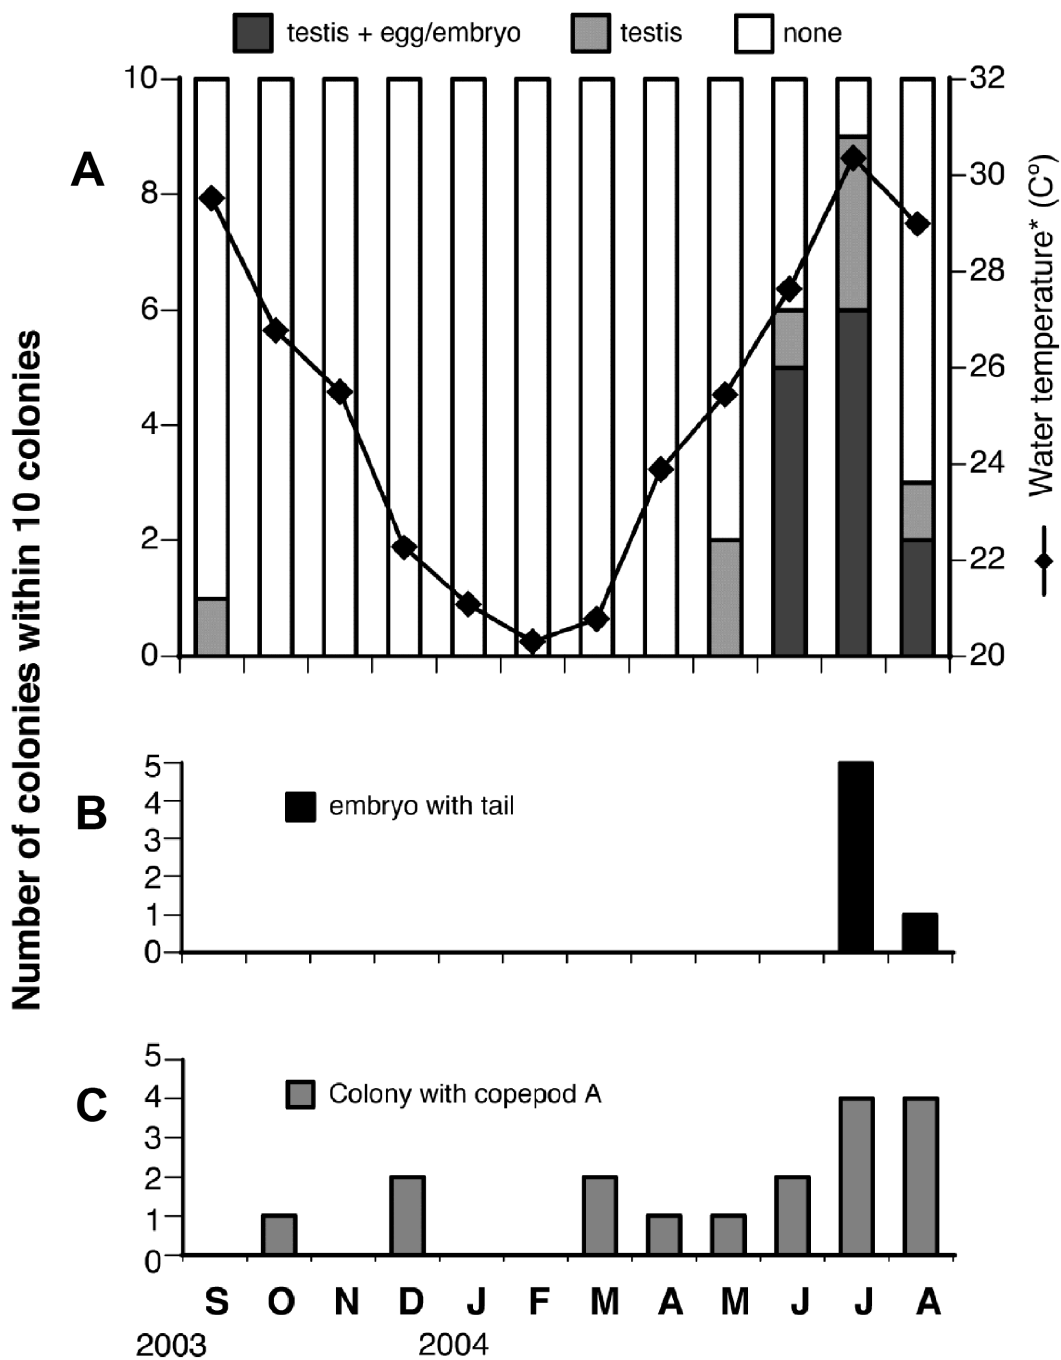 testis + egg/embryo testis none
A
10
8
6
4
2
0
32
30
28
26
24
22
20
Water temperature* (Cº)
Number of colonies within 10 colonies
B
embryo with tail
5
4
3
2
1
0
C
Colony with copepod A
5
4
3
2
1
0
S O N D J F M A M J J A
2003 2004